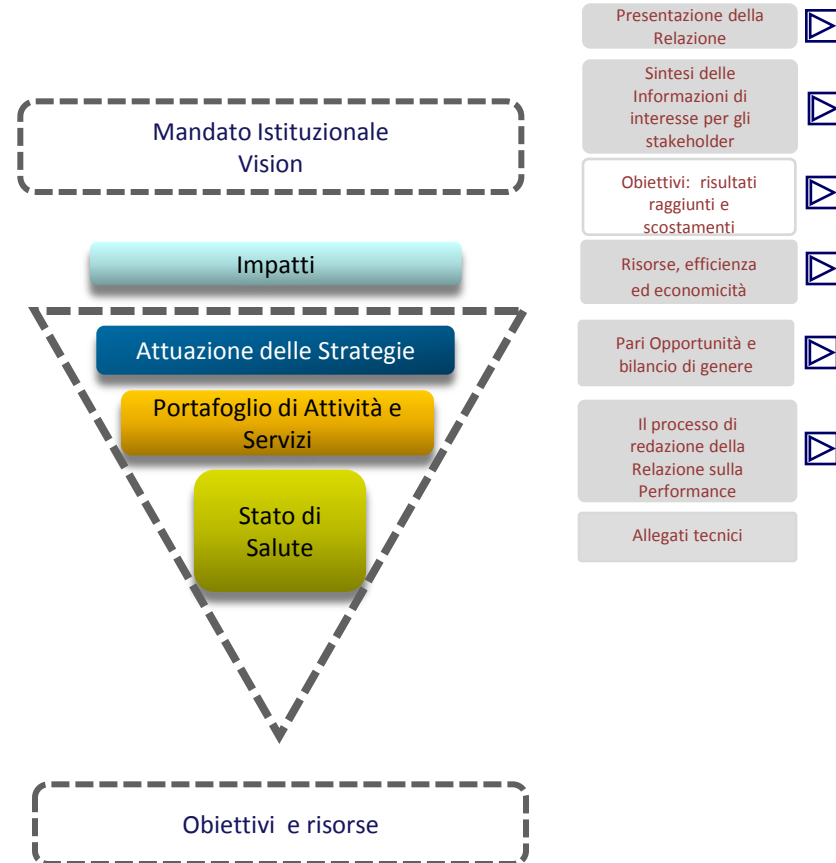 Mandato Istituzionale
Vision
Impatti
Attuazione delle Strategie
Portafoglio di Attività e
Servizi
Stato di
Salute
Obiettivi e risorse
Presentazione della
Relazione
Sintesi delle
Informazioni di
interesse per gli
stakeholder
Obiettivi: risultati
raggiunti e
scostamenti
Risorse, efficienza
ed economicità
Pari Opportunità e
bilancio di genere
Il processo di
redazione della
Relazione sulla
Performance
Allegati tecnici